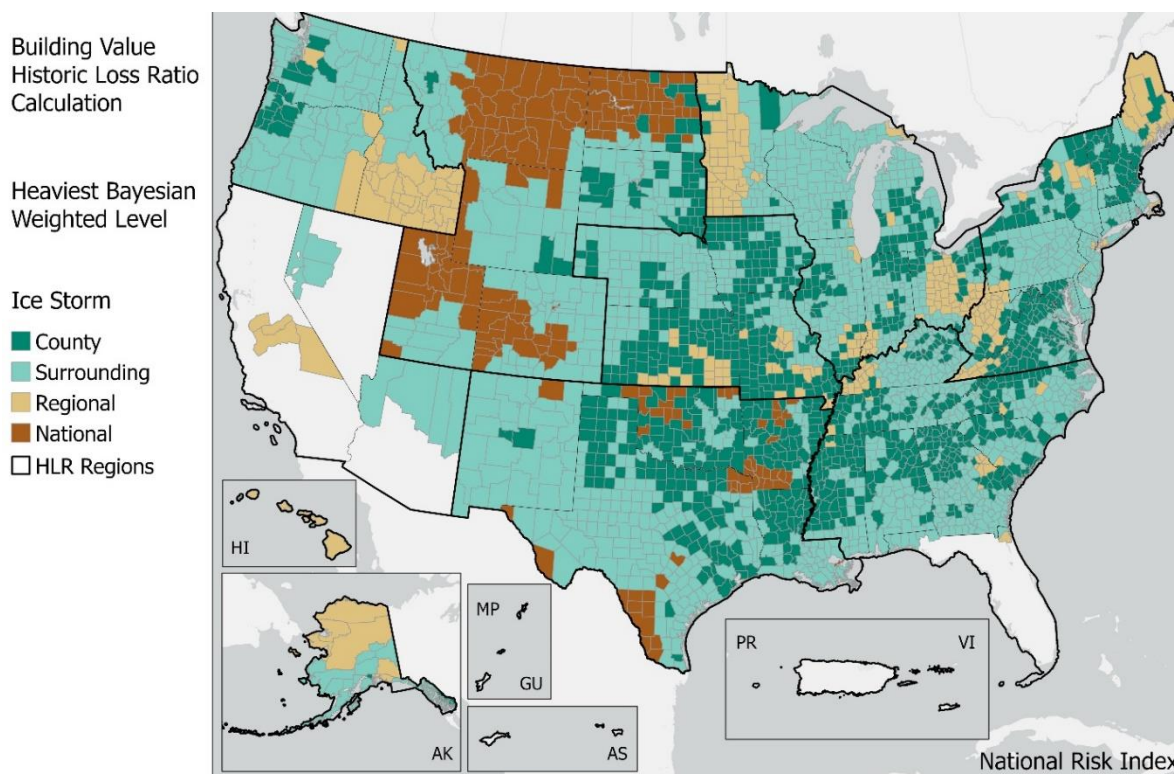 Building Value
Historic Loss Ratio
Calculation
Heaviest Bayesian
Weighted Level
Ice Storm
County
Surrounding
Regional
National
HLR Regions
HI
AK
MP
GU
AS
PR
VI
National Risk Index